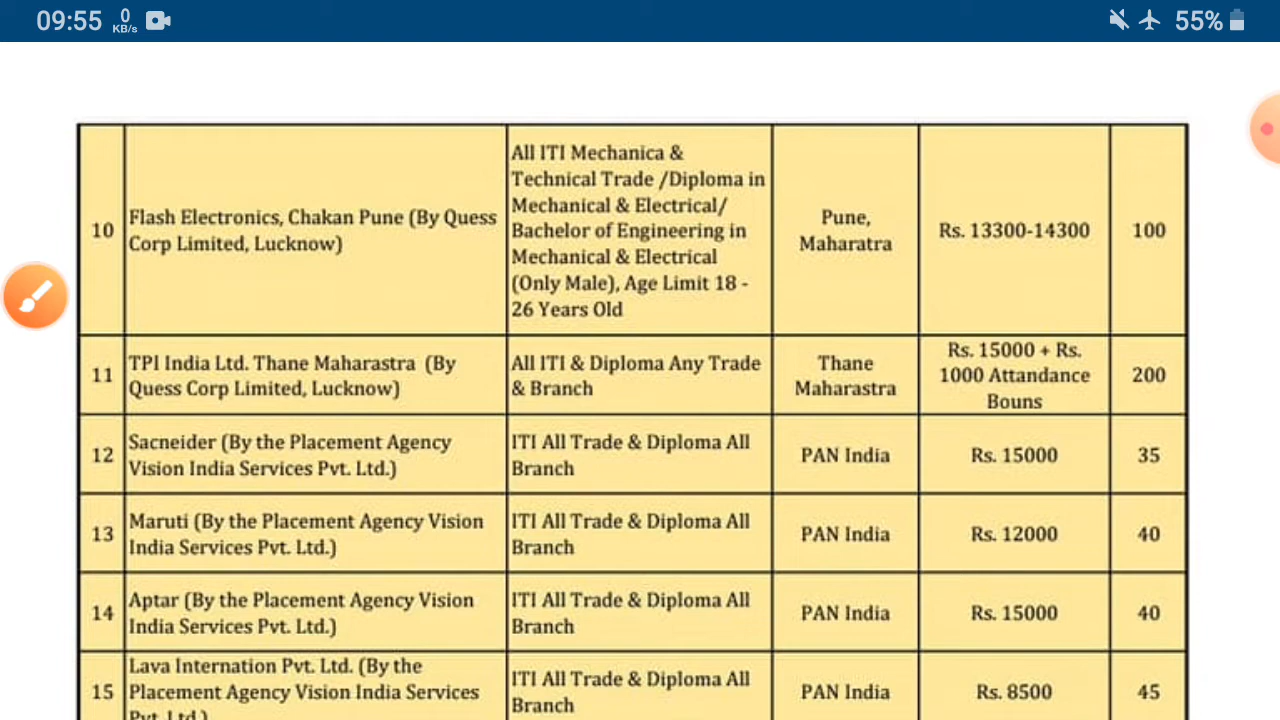 09:55 0 KB/s 55%
10
Flash Electronics, Chakan Pune (By Quess
Corp Limited, Lucknow)
All ITI Mechanica &
Technical Trade /Diploma in
Mechanical & Electrical/
Bachelor of Engineering in
Mechanical & Electrical
(Only Male), Age Limit 18 -
26 Years Old
Pune,
Maharatra
Rs. 13300-14300
100
11
TPI India Ltd. Thane Maharastra (By
Quess Corp Limited, Lucknow)
All ITI & Diploma Any Trade
& Branch
Thane
Maharastra
Rs. 15000 + Rs.
1000 Attandance
Bouns
200
12
Sacneider (By the Placement Agency
Vision India Services Pvt. Ltd.)
ITI All Trade & Diploma All
Branch
PAN India
Rs. 15000
35
13
Maruti (By the Placement Agency Vision
India Services Pvt. Ltd.)
ITI All Trade & Diploma All
Branch
PAN India
Rs. 12000
40
14
Aptar (By the Placement Agency Vision
India Services Pvt. Ltd.)
ITI All Trade & Diploma All
Branch
PAN India
Rs. 15000
40
15
Lava Internation Pvt. Ltd. (By the
Placement Agency Vision India Services
Pvt. Ltd.)
ITI All Trade & Diploma All
Branch
PAN India
Rs. 8500
45